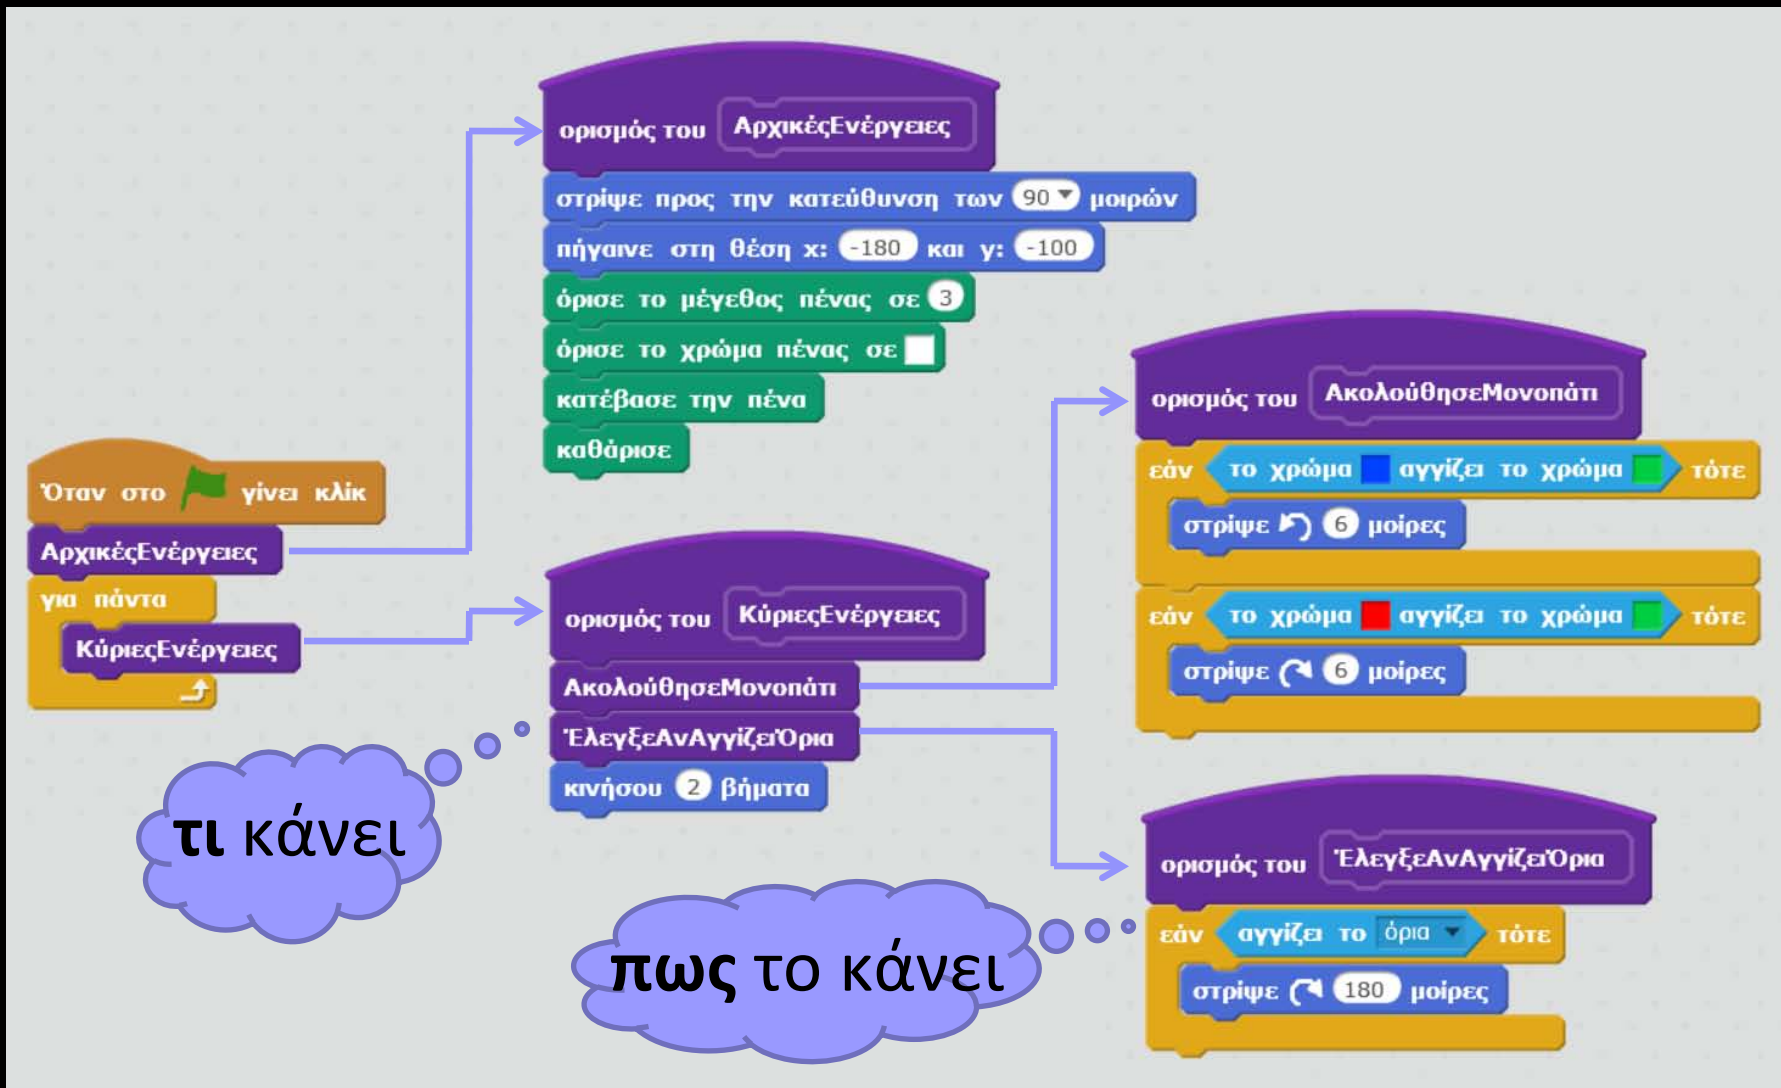 Όταν στο γίνει κλίκ
ΑρχικέςΕνέργειες
για πάντα
ΚύριεςΕνέργειες
τι κάνει
ορισμός του ΑρχικέςΕνέργειες
στρίψε προς την κατεύθυνση των 90 μοιρών
πήγαινε στη θέση x: -180 και y: -100
όρισε το μέγεθος πένας σε 3
όρισε το χρώμα πένας σε
κατέβασε την πένα
καθάρισε
ορισμός του ΚύριεςΕνέργειες
ΑκολούθησεΜονοπάτι
ΈλεγξεΑνΑγγίζειΌρια
κινήσου 2 βήματα
πως το κάνει
ορισμός του ΑκολούθησεΜονοπάτι
εάν το χρώμα αγγίζει το χρώμα τότε
στρίψε 6 μοίρες
εάν το χρώμα αγγίζει το χρώμα τότε
στρίψε 6 μοίρες
ορισμός του ΈλεγξεΑνΑγγίζειΌρια
εάν αγγίζει το όρια τότε
στρίψε 180 μοίρες